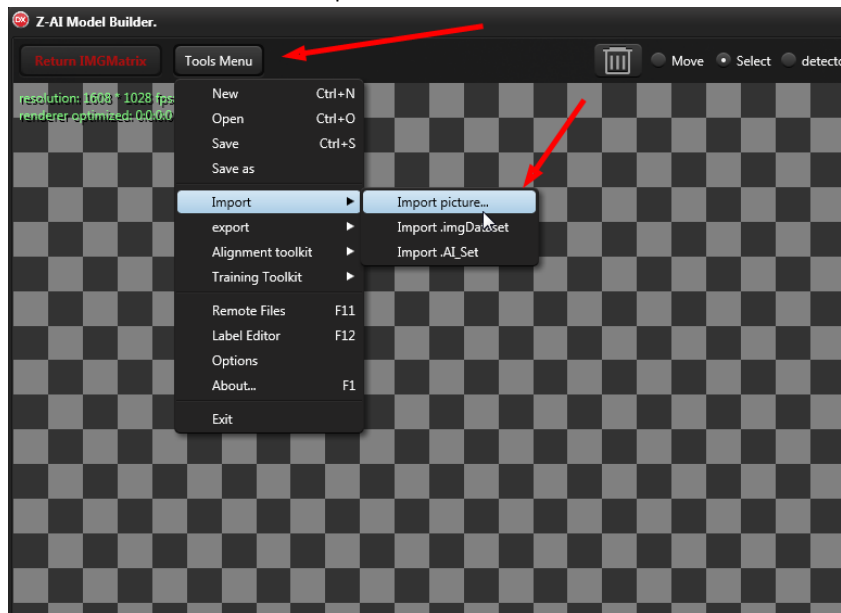 Z-AI Model Builder.
Return IMGMatrix
Tools Menu
Move
Select
resolution: 1608 * 1028 fps
renderer optimized: 0:0:0:0
New Ctrl+N
Open Ctrl+O
Save Ctrl+S
Save as
Import
Import picture...
export
Import .imgDataset
Alignment toolkit
Import .AI_Set
Training Toolkit
Remote Files F11
Label Editor F12
Options
About... F1
Exit